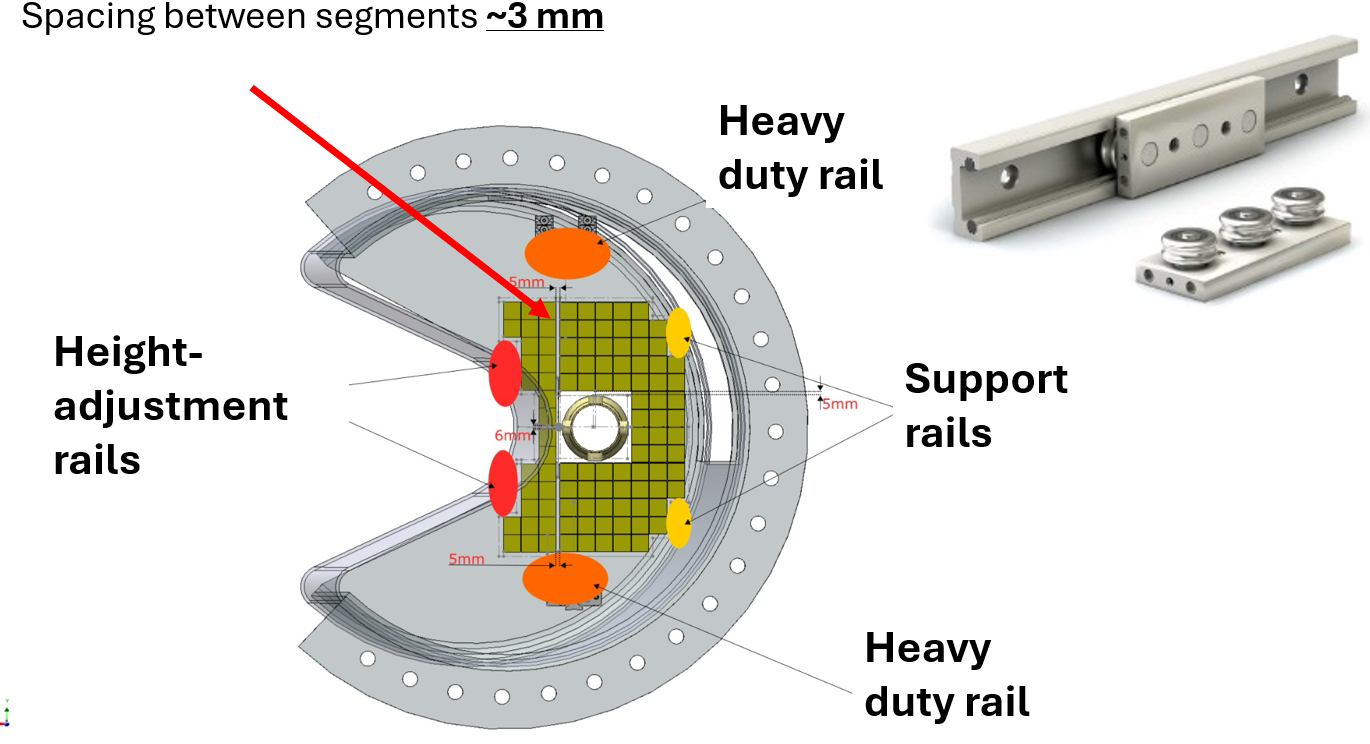 Spacing between segments ~3 mm
Heavy
duty rail
5mm
Height-
adjustment
rails
Support
rails
5mm
6mm
5mm
Heavy
duty rail